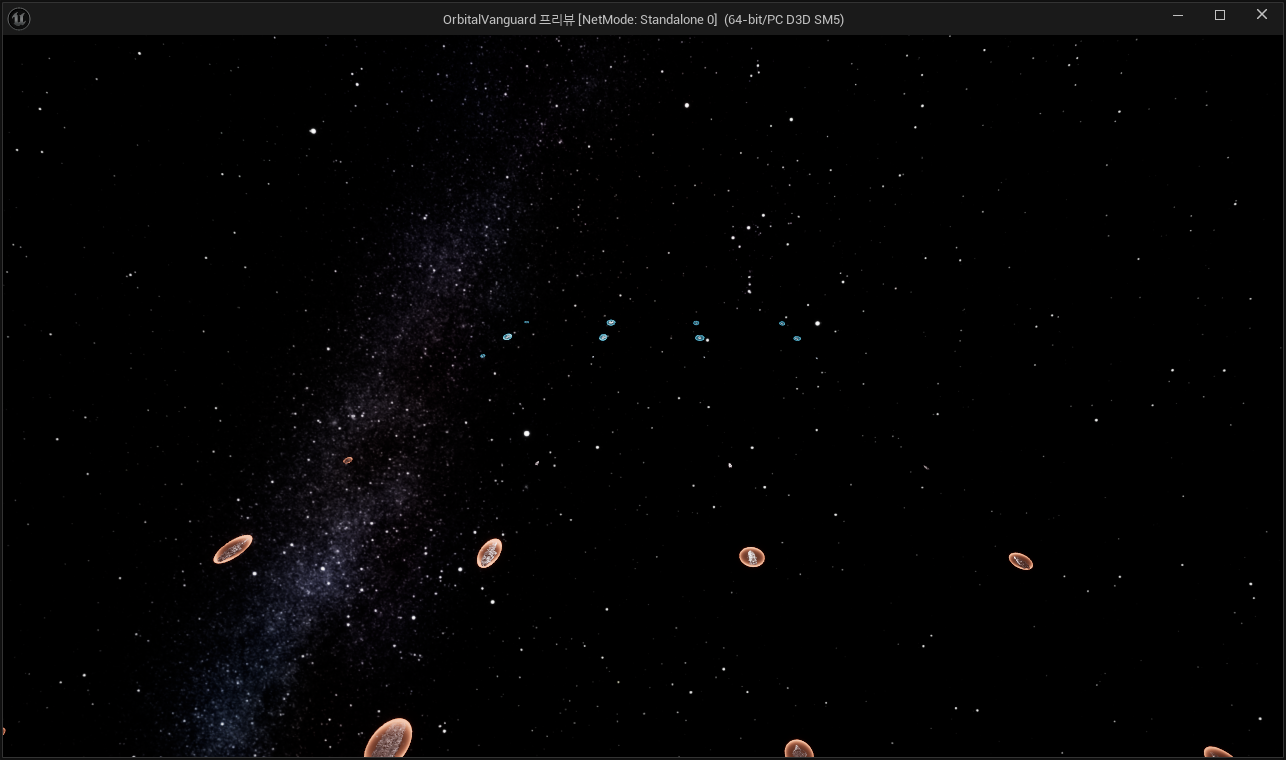 OrbitalVanguard 프리뷰 [NetMode: Standalone 0]  (64-bit/PC D3D SM5)